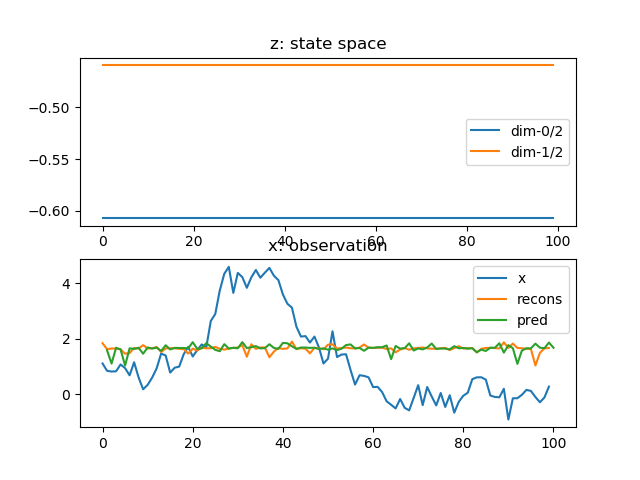 z: state space
−0.50
−0.55
−0.60
dim-0/2
dim-1/2
0 20 40 60 80 100
x: observation
4
2
0
x
recons
pred
0 20 40 60 80 100